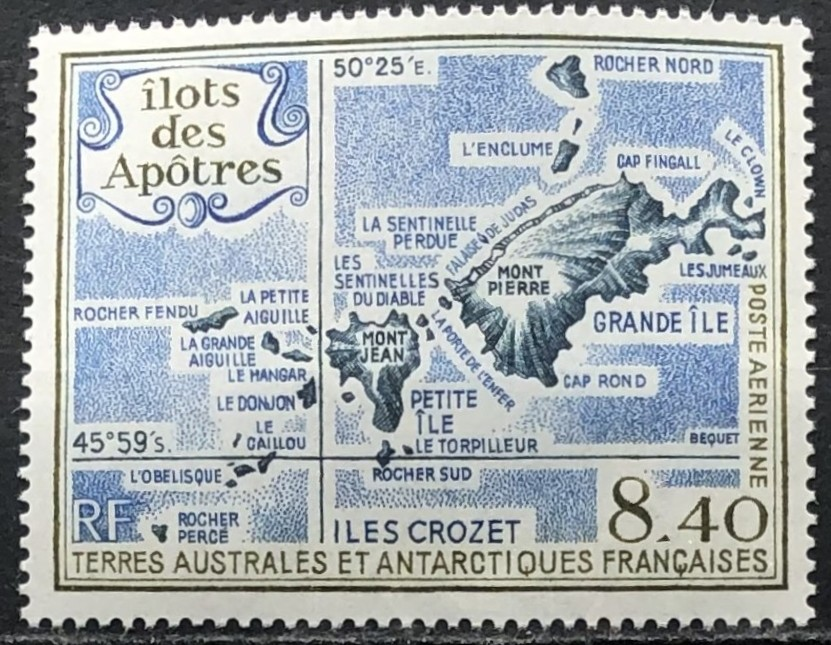 îlots
des
Apôtres
50°25'E.
ROCHER NORD
L'ENCLUME
CAP FINGALL
LE CLOWN
LA SENTINELLE
PERDUE
FALAISE DE JUDAS
LES
SENTINELLES
DU DIABLE
MONT
PIERRE
LES JUMEAUX
POSTE AERIENNE
ROCHER FENDU
LA PETITE
AIGUILLE
LA GRANDE
AIGUILLE
LE HANGAR
MONT
JEAN
LA PORTE DE L'ENFER
GRANDE ÎLE
CAP ROND
LE DONJON
PETITE
ÎLE
45°59's.
LE
CAILLOU
LE TORPILLEUR
BEQUET
L'OBELISQUE
ROCHER SUD
RF
ROCHER
PERCÉ
ILES CROZET
8.40
TERRES AUSTRALES ET ANTARCTIQUES FRANÇAISES